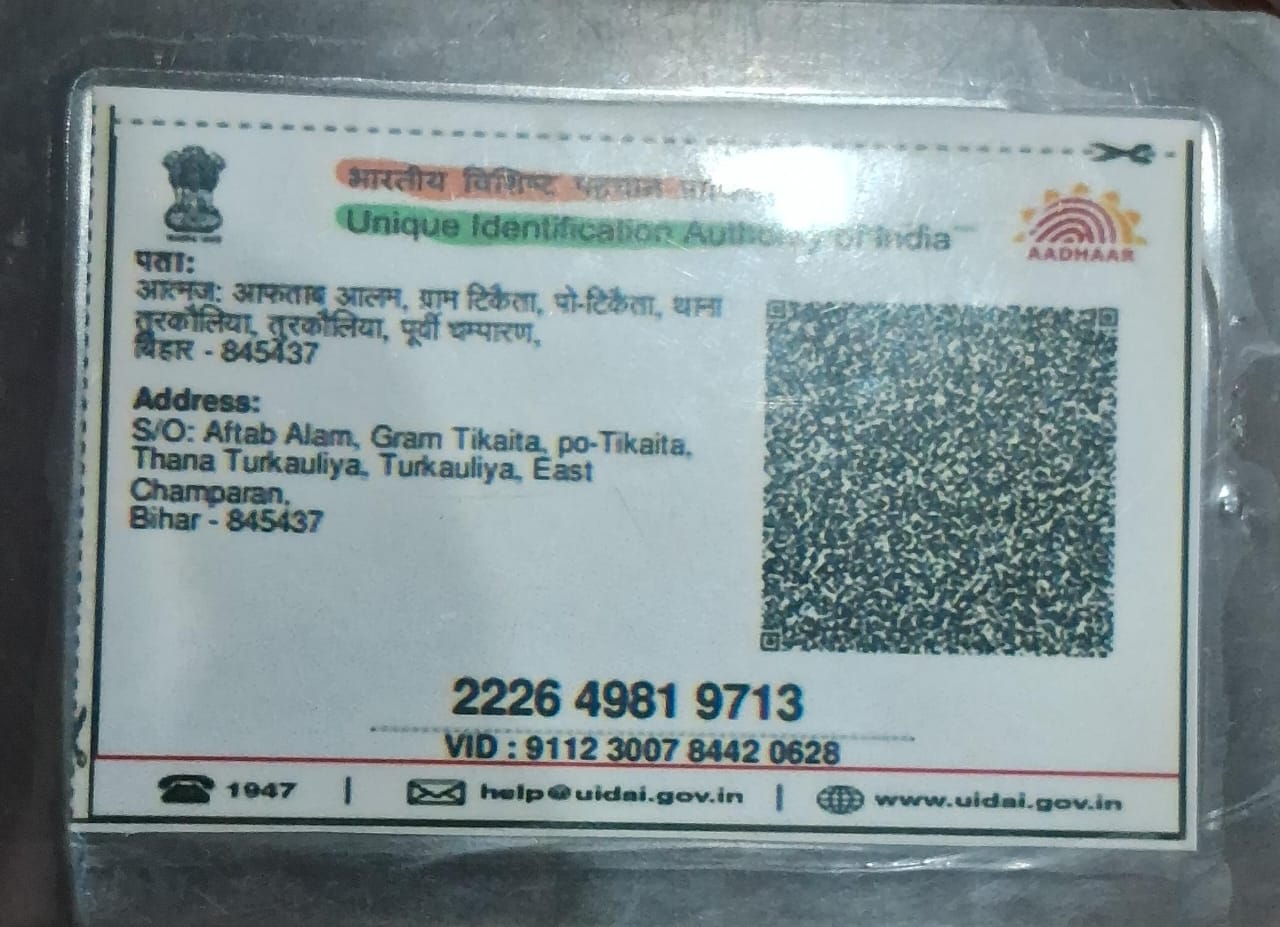 भारतीय विशिष्ट पहचान
Unique Identification Authority of India
AADHAAR
पता:
आत्मज: आफताब आलम, ग्राम टिकैता, पो-टिकैता, थाना
तुरकौलिया, तुरकौलिया, पूर्वी चम्पारण,
बिहार - 845437
Address:
S/O: Aftab Alam, Gram Tikaita, po-Tikaita,
Thana Turkauliya, Turkauliya, East
Champaran,
Bihar - 845437
2226 4981 9713
VID : 9112 3007 8442 0628
1947 | help@uidai.gov.in | www.uidai.gov.in